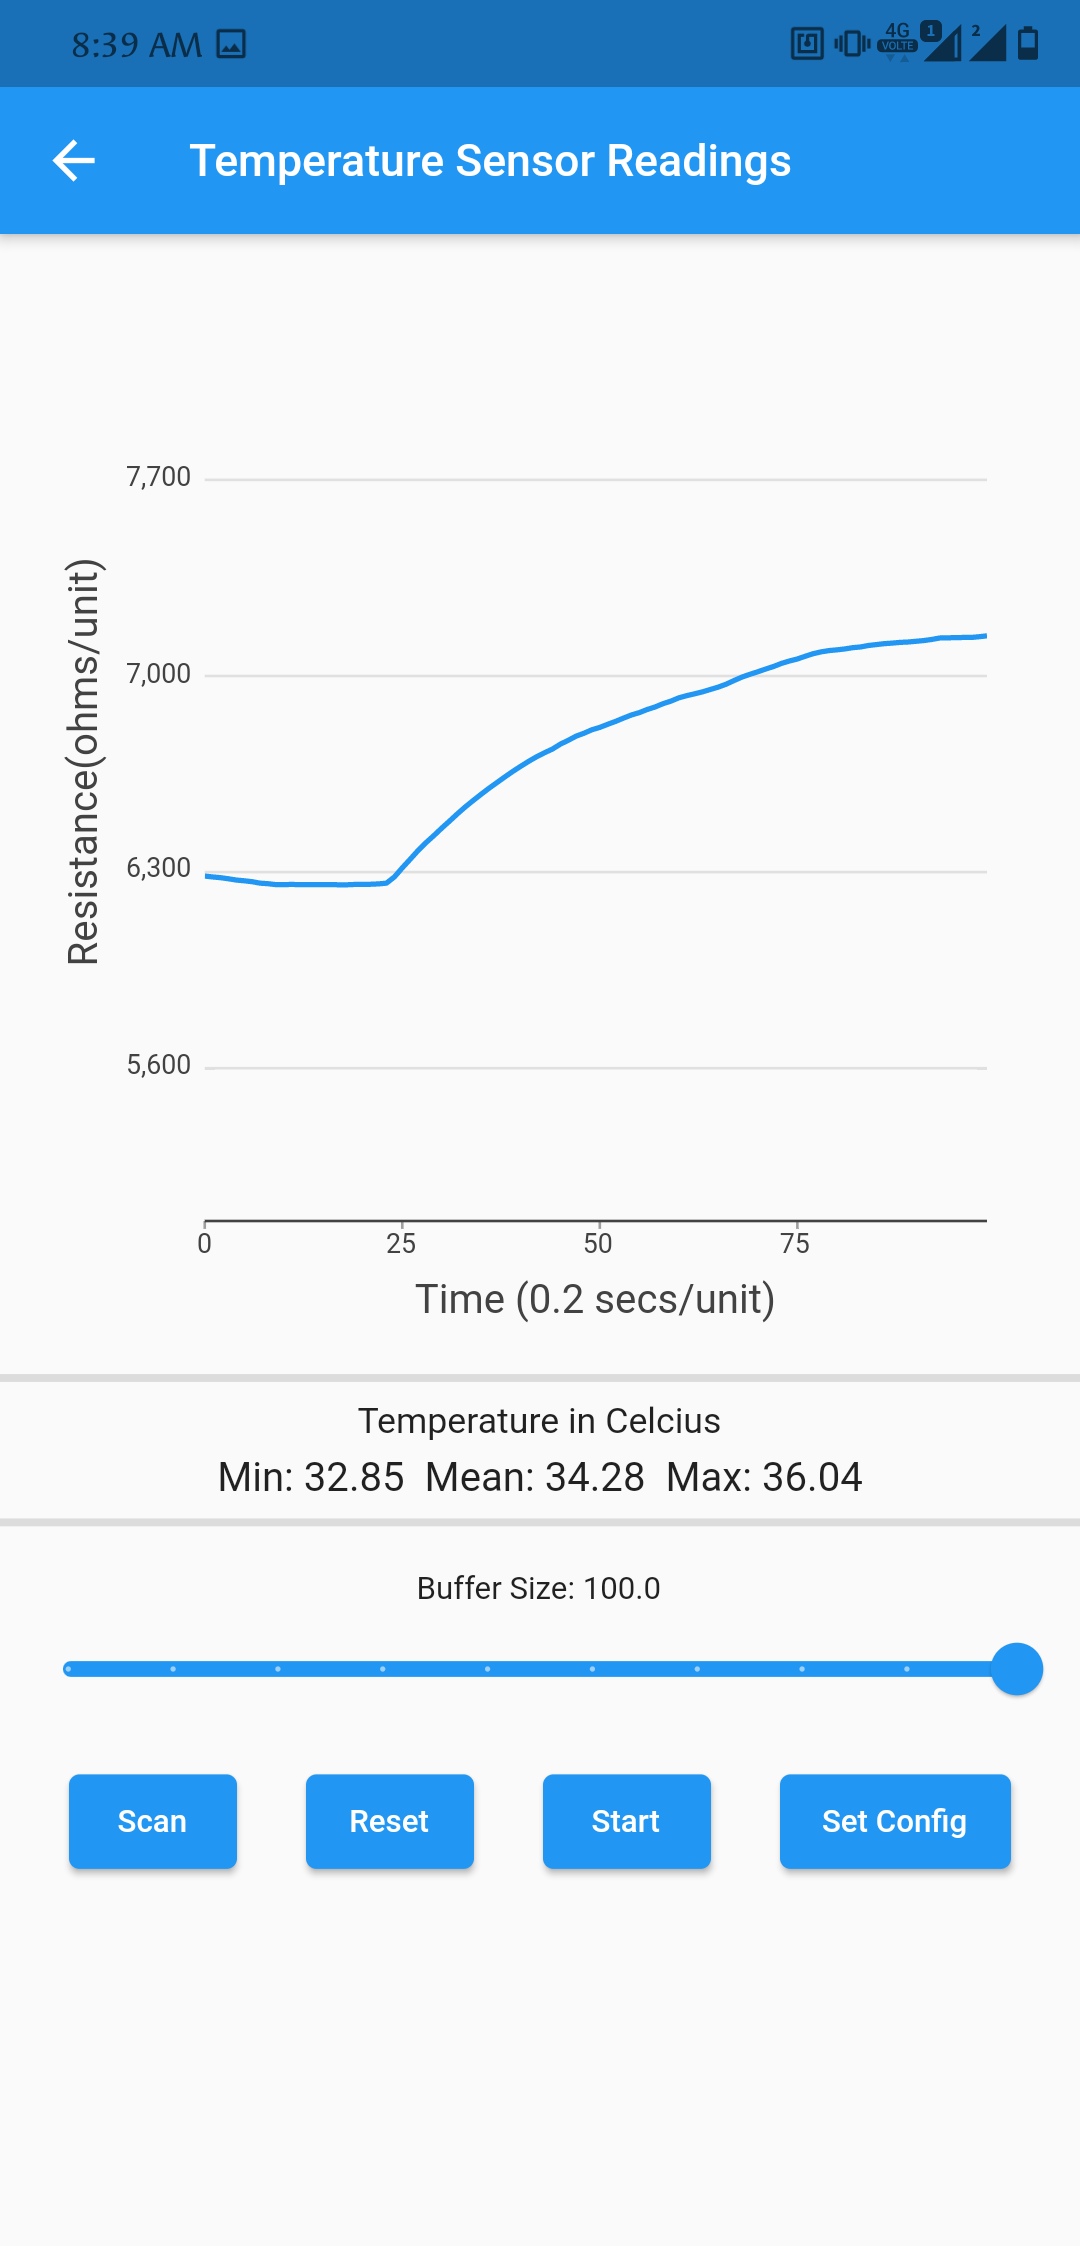 8:39 AM
4G 1 2
VOLTE
Temperature Sensor Readings
7,700
7,000
6,300
5,600
Resistance(ohms/unit)
0 25 50 75
Time (0.2 secs/unit)
Temperature in Celcius
Min: 32.85 Mean: 34.28 Max: 36.04
Buffer Size: 100.0
Scan Reset Start Set Config